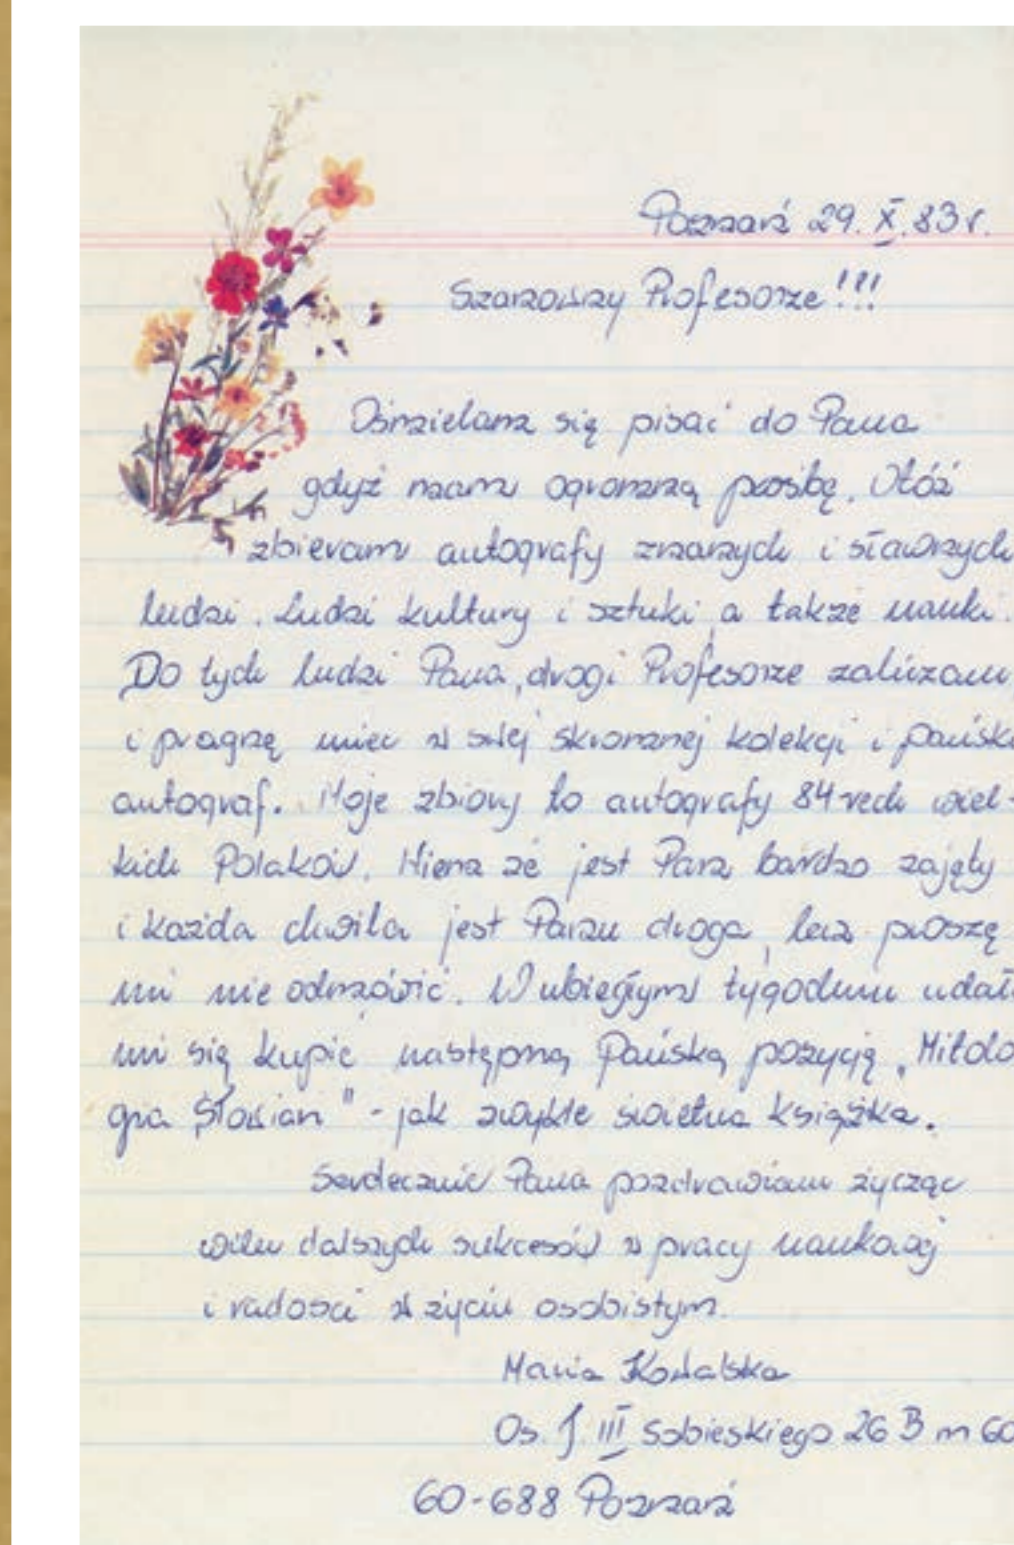 Poznań 29. X. 83 r.
Szanowny Profesorze!!!
Ośmielam się pisać do Pana
gdyż mam ogromną prośbę. Otóż
zbieram autografy znanych i sławnych
ludzi. Ludzi kultury i sztuki, a także nauki.
Do tych ludzi Pana, drogi Profesorze zaliczam
i pragnę mieć w swej skromnej kolekcji i pański
autograf. Moje zbiory to autografy 84-rech wiel-
kich Polaków. Wiem że jest Pan bardzo zajęty
i każda chwila jest Panu droga, lecz proszę
mi nie odmówić. W ubiegłym tygodniu udało
mi się kupić następną Pańską pozycję „Mitolo
gia Słowian" - jak zwykle świetna książka.
Serdecznie Pana pozdrawiam życząc
wielu dalszych sukcesów w pracy naukowej
i radości w życiu osobistym.
Maria Kowalska
Os. J. III Sobieskiego 26 B m 60
60-688 Poznań